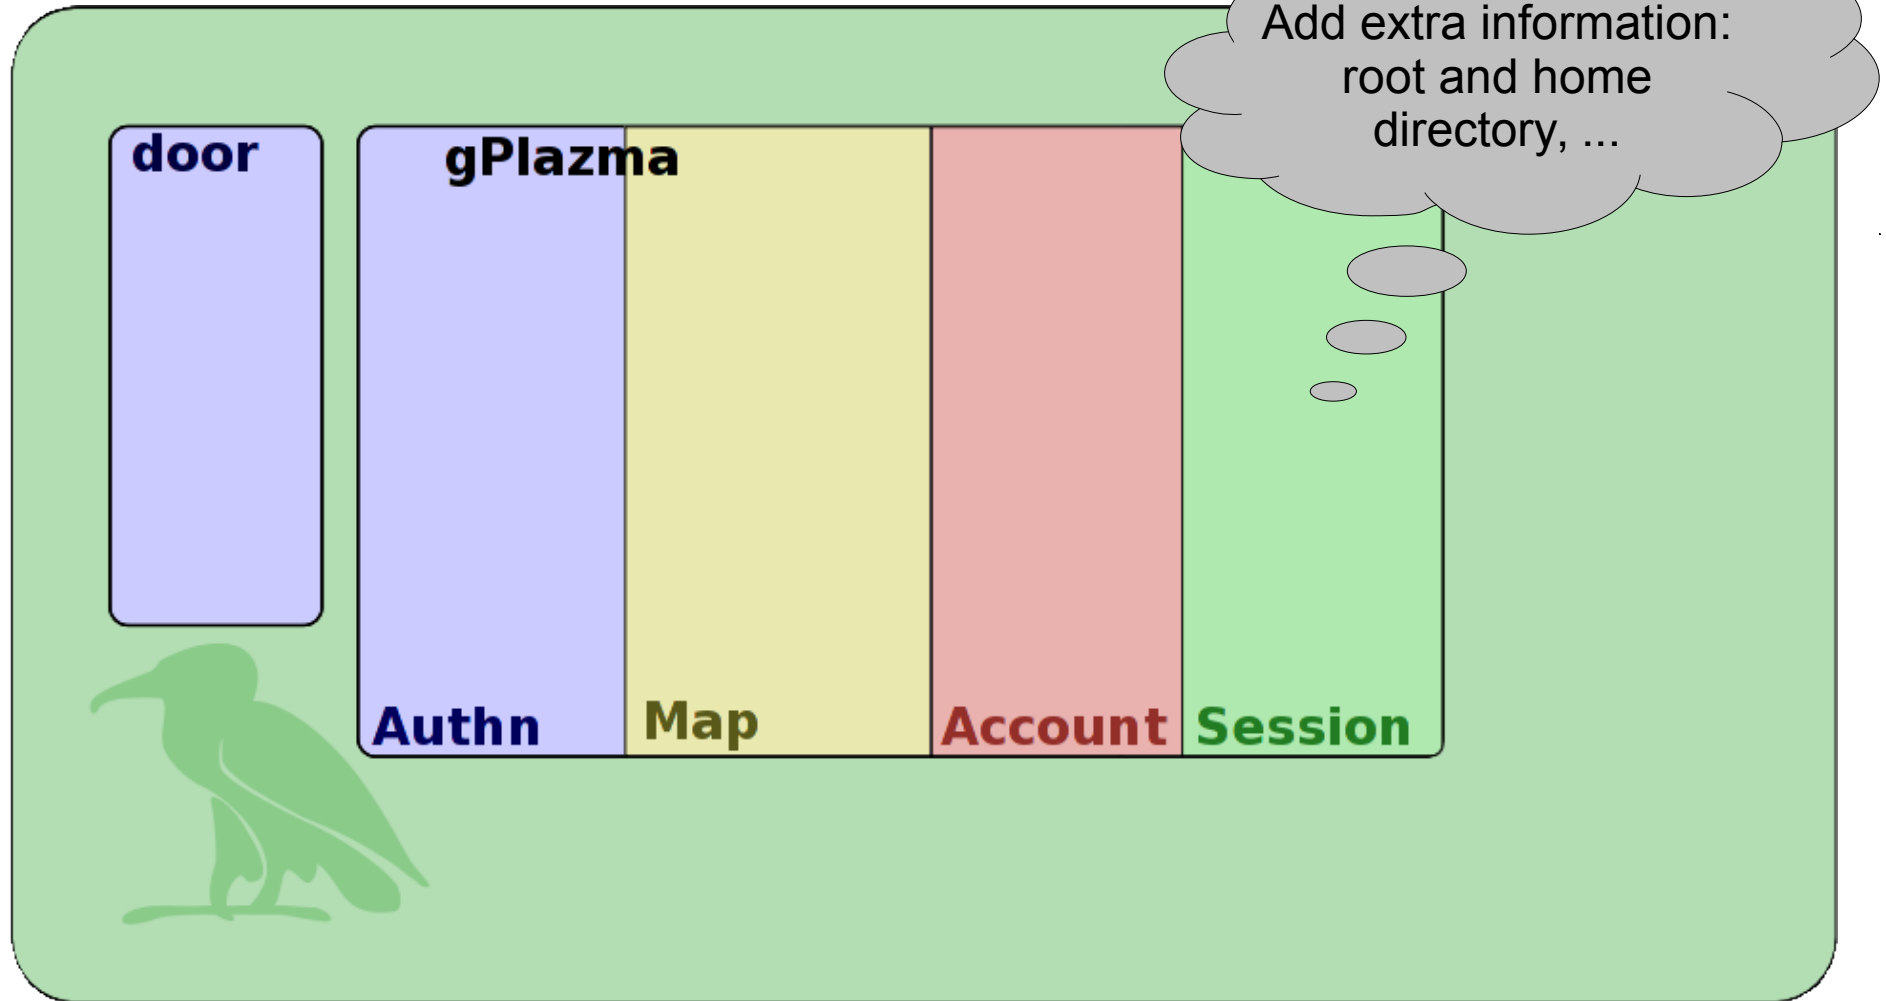 Add extra information:
root and home
directory, ...
door
gPlazma
Authn
Map
Account
Session